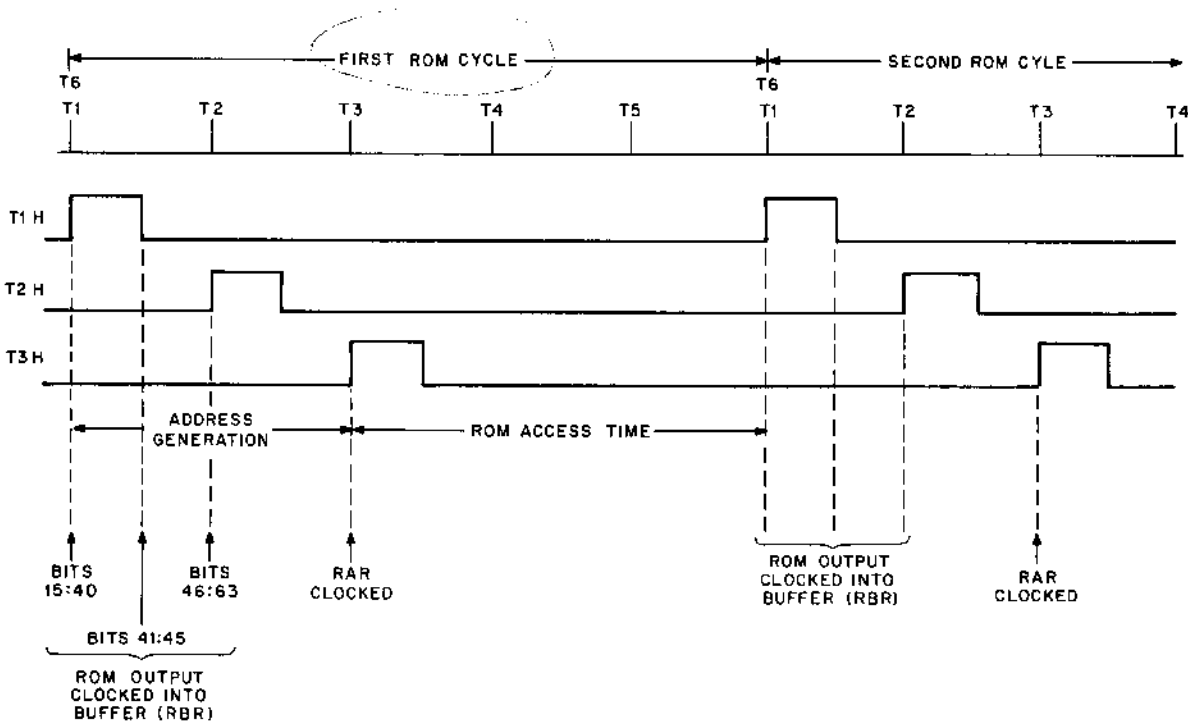 FIRST ROM CYCLE
SECOND ROM CYLE
T6
T6
T1 T2 T3 T4 T5 T1 T2 T3 T4
T1 H
T2 H
T3 H
ADDRESS
GENERATION
ROM ACCESS TIME
BITS
15:40
BITS
46:63
RAR
CLOCKED
ROM OUTPUT
CLOCKED INTO
BUFFER (RBR)
RAR
CLOCKED
BITS 41:45
ROM OUTPUT
CLOCKED INTO
BUFFER (RBR)